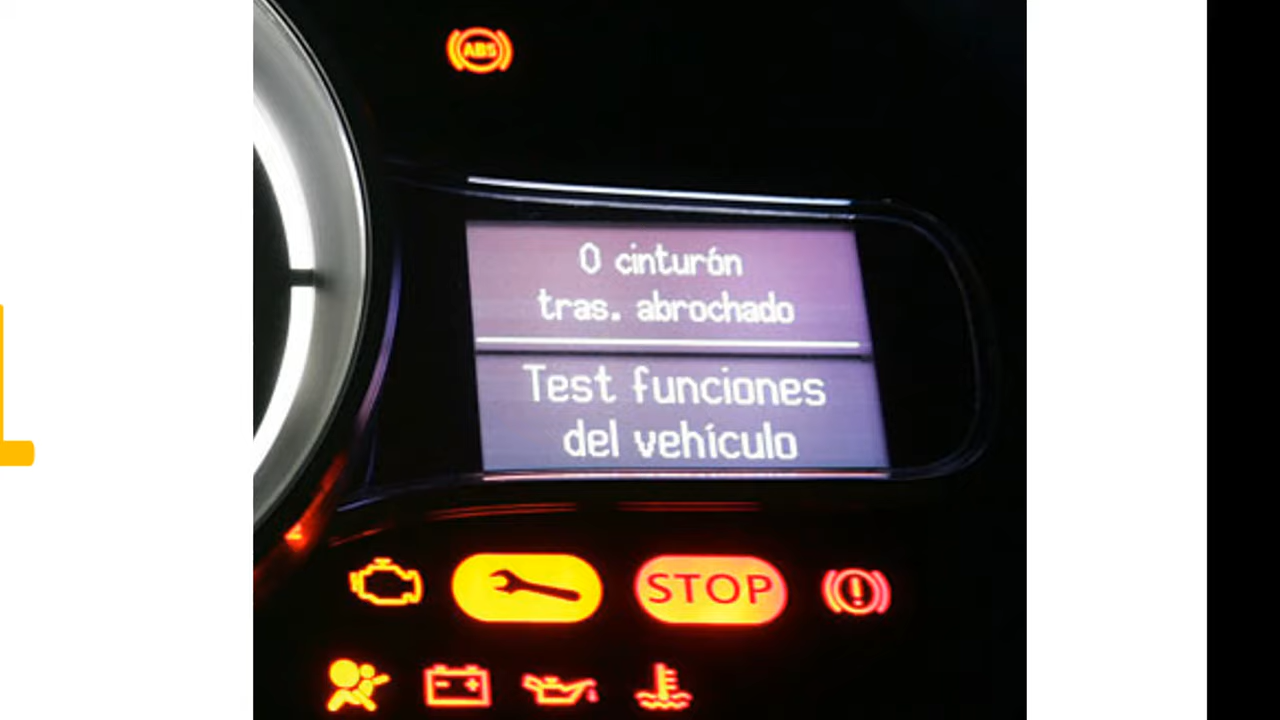 ABS
0 cinturón
tras. abrochado
Test funciones
del vehículo
STOP